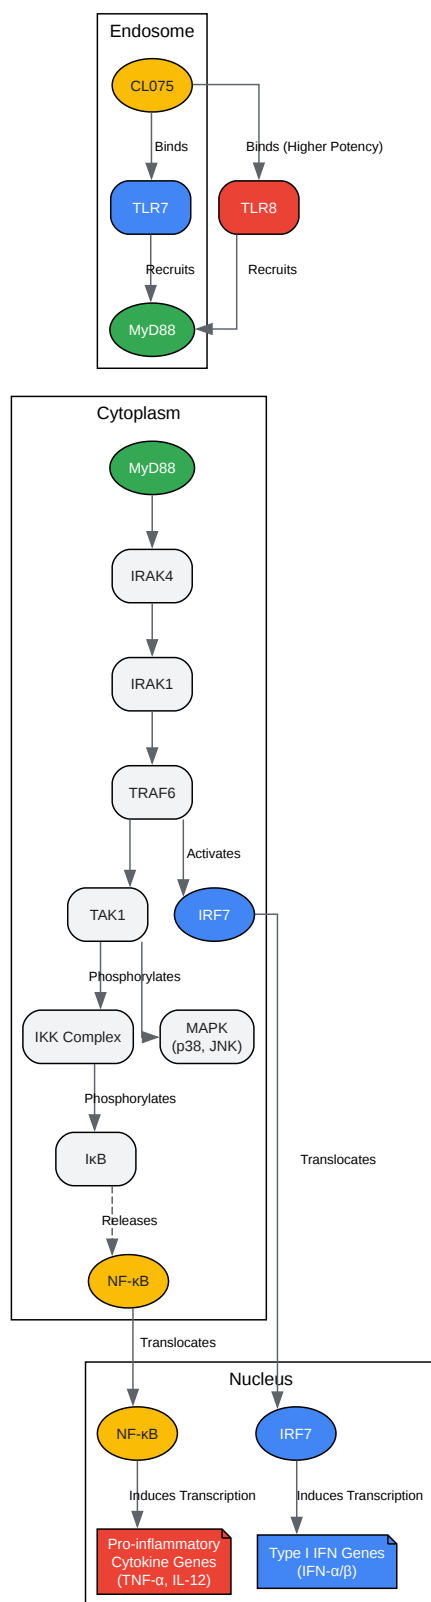 Endosome
CL075
Binds
Binds (Higher Potency)
TLR7
TLR8
Recruits
Recruits
MyD88
Cytoplasm
MyD88
IRAK4
IRAK1
TRAF6
Activates
TAK1
IRF7
Phosphorylates
IKK Complex
MAPK
(p38, JNK)
Phosphorylates
IκB
Translocates
Releases
NF-κB
Translocates
Nucleus
NF-κB
IRF7
Induces Transcription
Induces Transcription
Pro-inflammatory
Cytokine Genes
(TNF-α, IL-12)
Type I IFN Genes
(IFN-α/β)